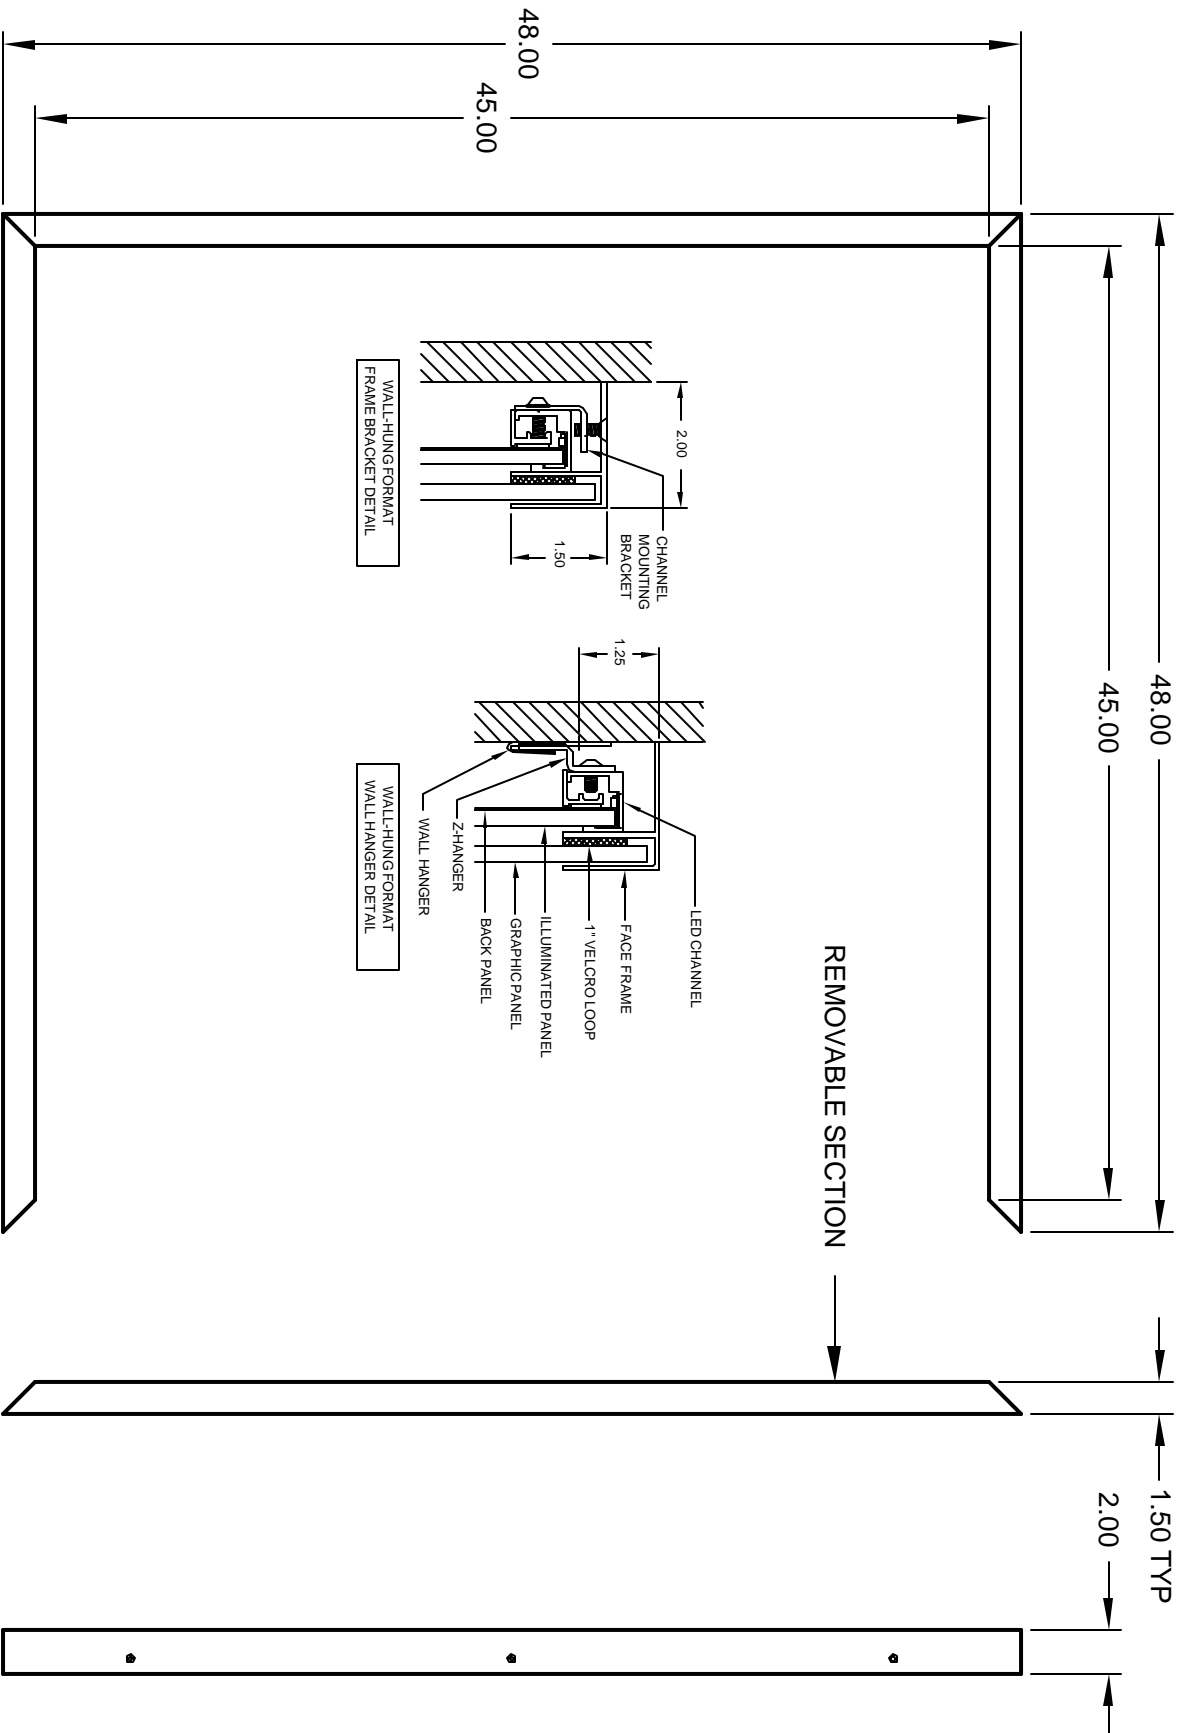 48.00
45.00
1.50 TYP
2.00
48.00
45.00
REMOVABLE SECTION
2.00
CHANNEL
MOUNTING
BRACKET
1.50
WALL-HUNG FORMAT
FRAME BRACKET DETAIL
1.25
LED CHANNEL
FACE FRAME
1" VELCRO LOOP
ILLUMINATED PANEL
GRAPHIC PANEL
BACK PANEL
Z-HANGER
WALL HANGER
WALL-HUNG FORMAT
WALL HANGER DETAIL